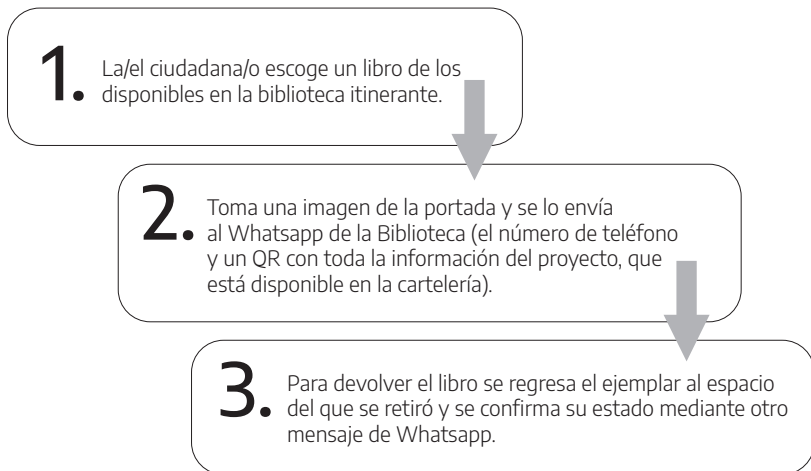 1. La/el ciudadana/o escoge un libro de los
disponibles en la biblioteca itinerante.
2. Toma una imagen de la portada y se lo envía
al Whatsapp de la Biblioteca (el número de teléfono
y un QR con toda la información del proyecto, que
está disponible en la cartelería).
3. Para devolver el libro se regresa el ejemplar al espacio
del que se retiró y se confirma su estado mediante otro
mensaje de Whatsapp.